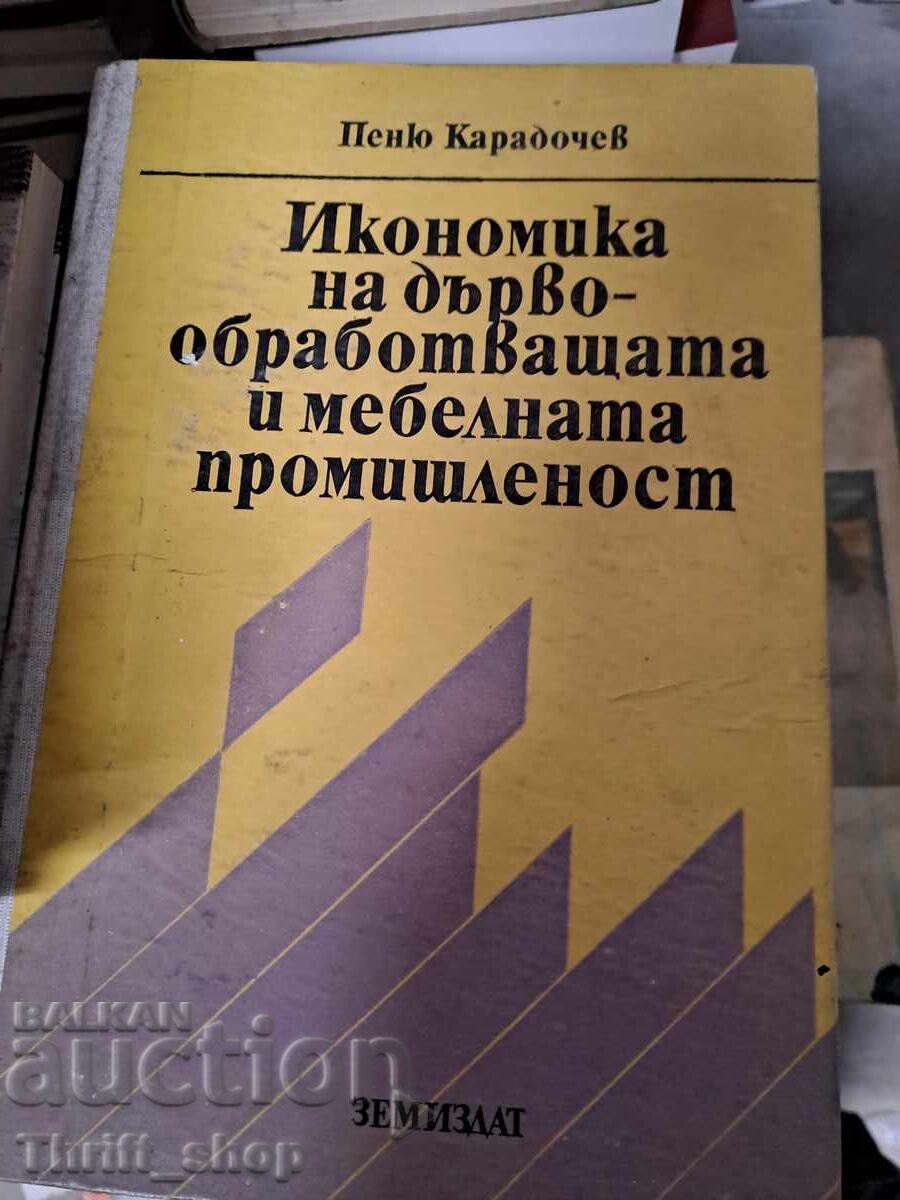 Пеню Карадочев
Икономика
на дърво-
обработващата
и мебелната
промишленост
ЗЕМИЗДАТ
BALKAN
auction
Thrift_shop